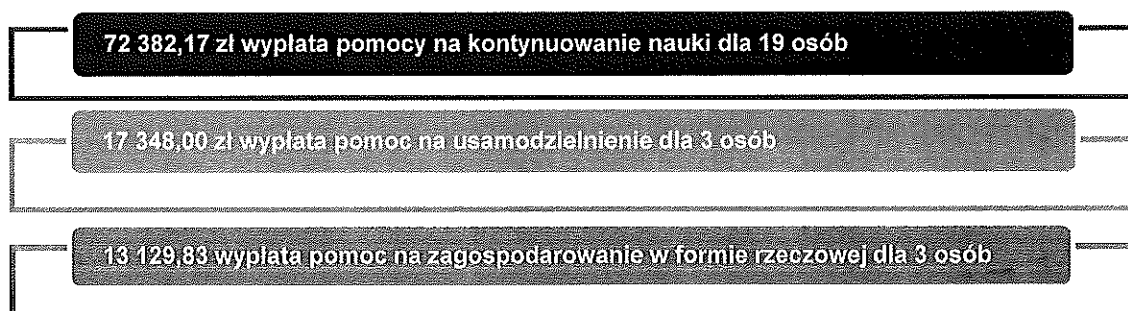 72 382,17 zł wypłata pomocy na kontynuowanie nauki dla 19 osób
17 348,00 zł wypłata pomoc na usamodzielnienie dla 3 osób
13 129,83 wypłata pomoc na zagospodarowanie w formie rzeczowej dla 3 osób